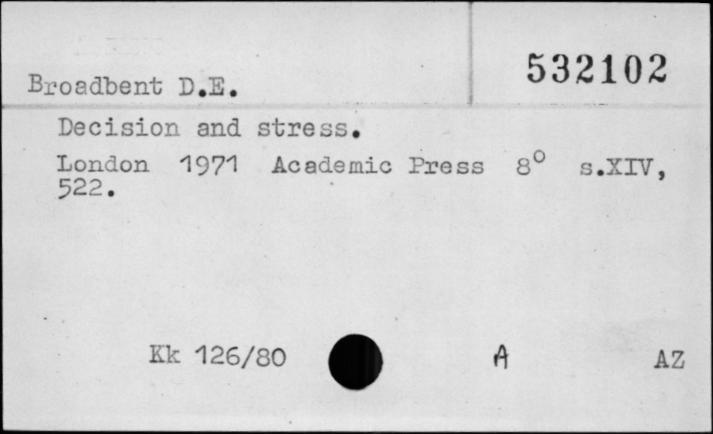 532102
Broadbent D.E.
Decision and stress.
London 1971 Academic Press 8° s.XIV,
522.
Kk 126/80 A AZ